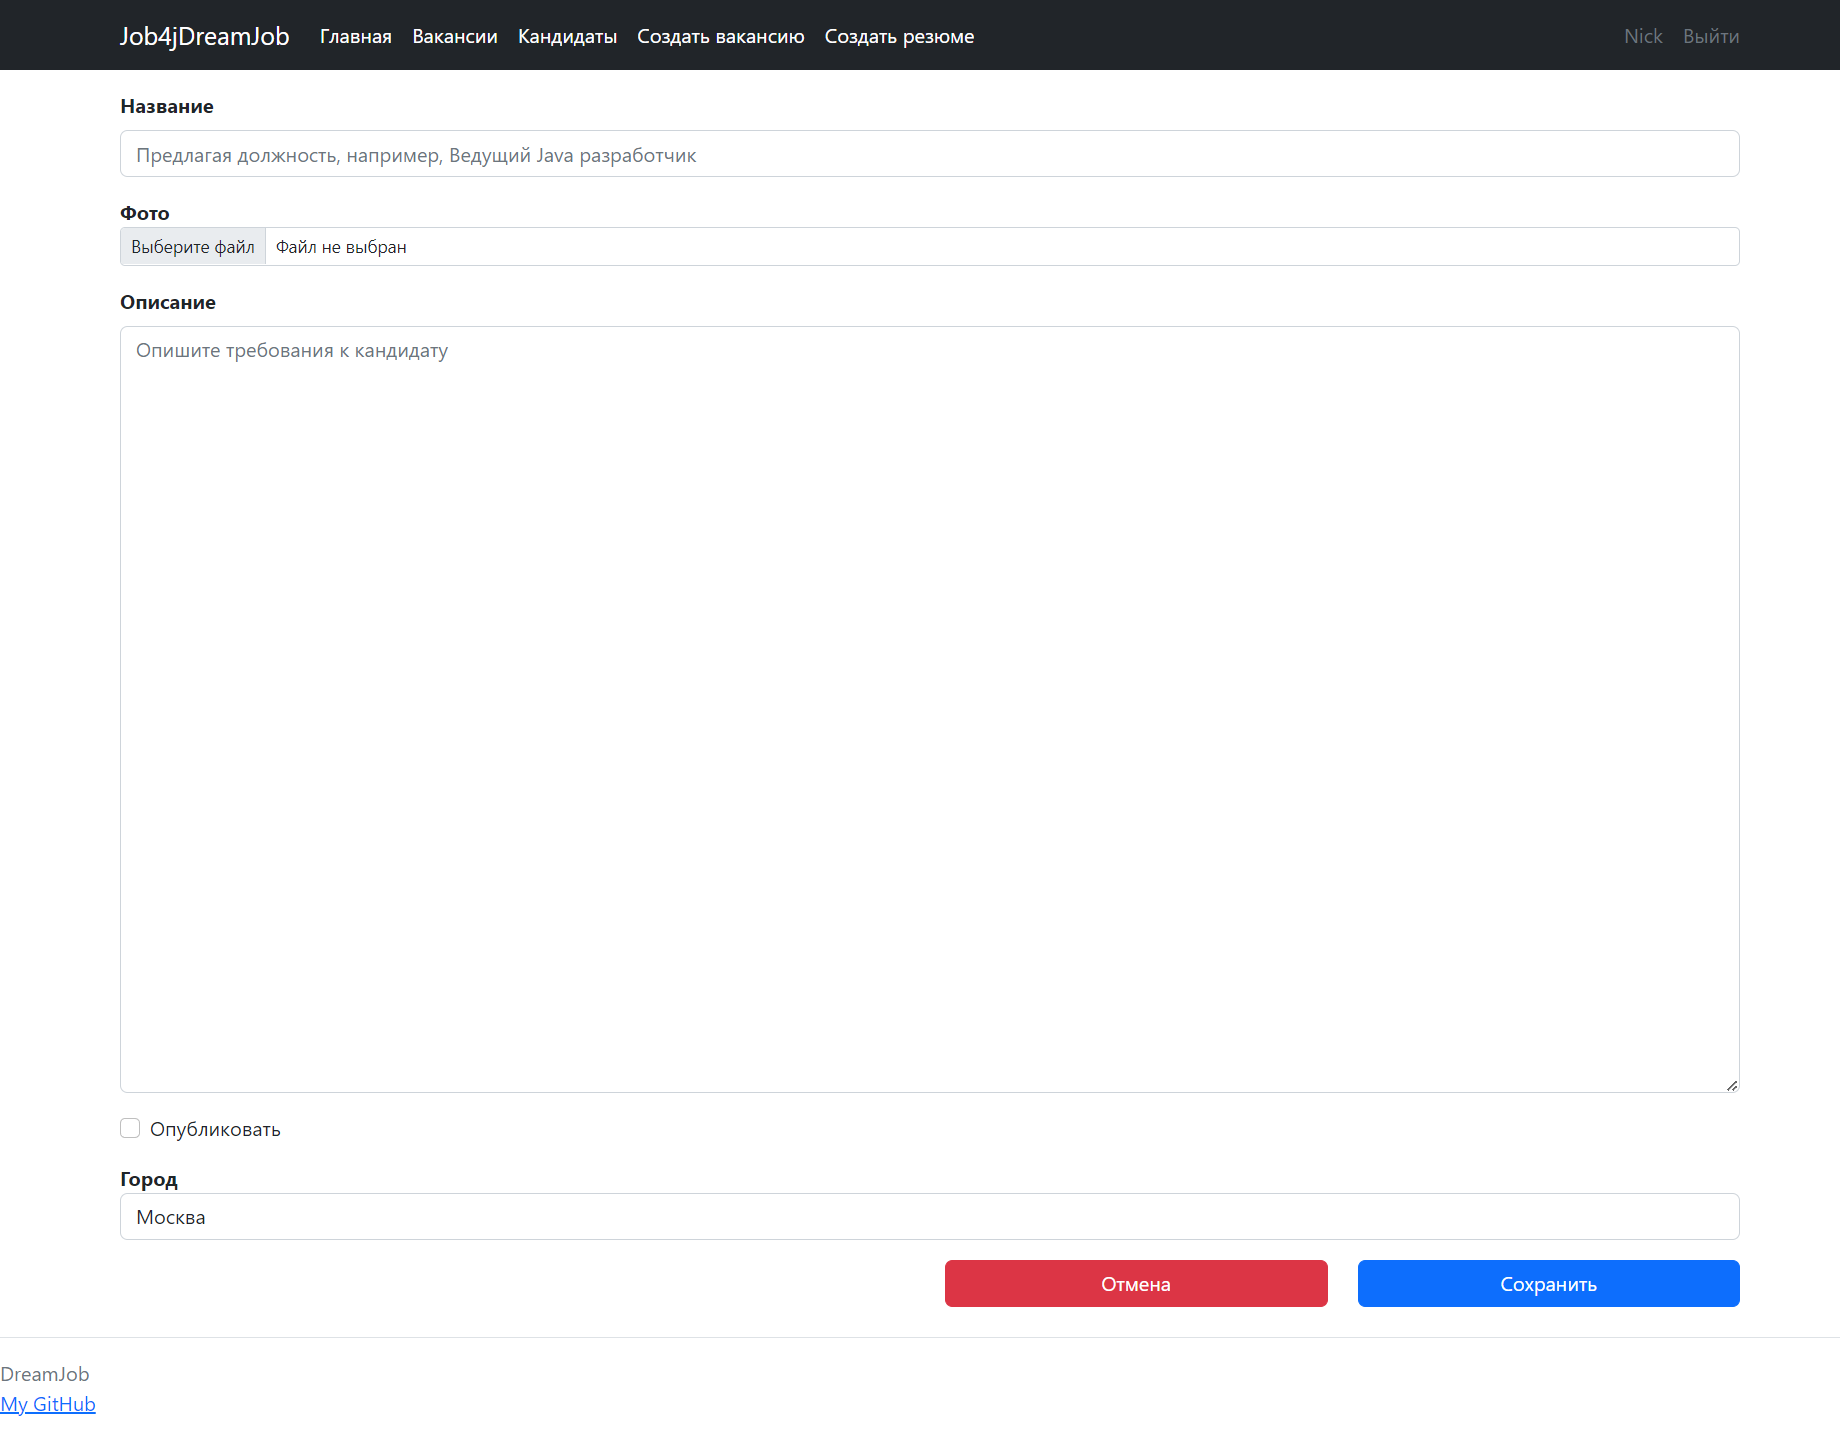 Job4jDreamJob Главная Вакансии Кандидаты Создать вакансию Создать резюме Nick Выйти
Название
Предлагая должность, например, Ведущий Java разработчик
Фото
Выберите файл Файл не выбран
Описание
Опишите требования к кандидату
Опубликовать
Город
Москва
Отмена Сохранить
DreamJob
My GitHub